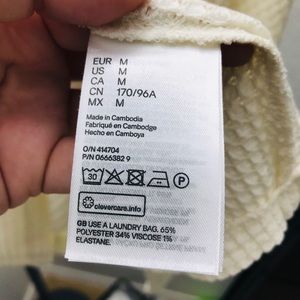 EUR M
US M
CA M
CN 170/96A
MX M
Made in Cambodia
Fabriqué en Cambodge
Hecho en Camboya
O/N 414704
P/N 0666382 9
30
P
clevercare.info
GB USE A LAUNDRY BAG. 65%
POLYESTER 34% VISCOSE 1%
ELASTANE.